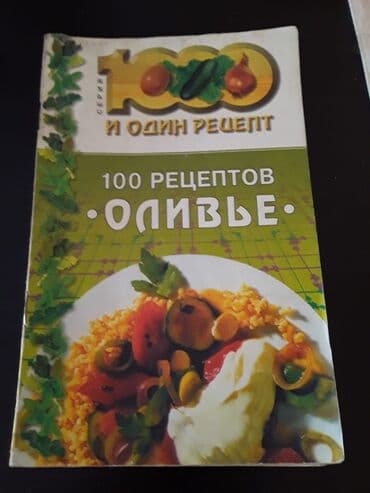 СЕРИЯ
1000
И ОДИН РЕЦЕПТ
100 РЕЦЕПТОВ
•ОЛИВЬЕ•